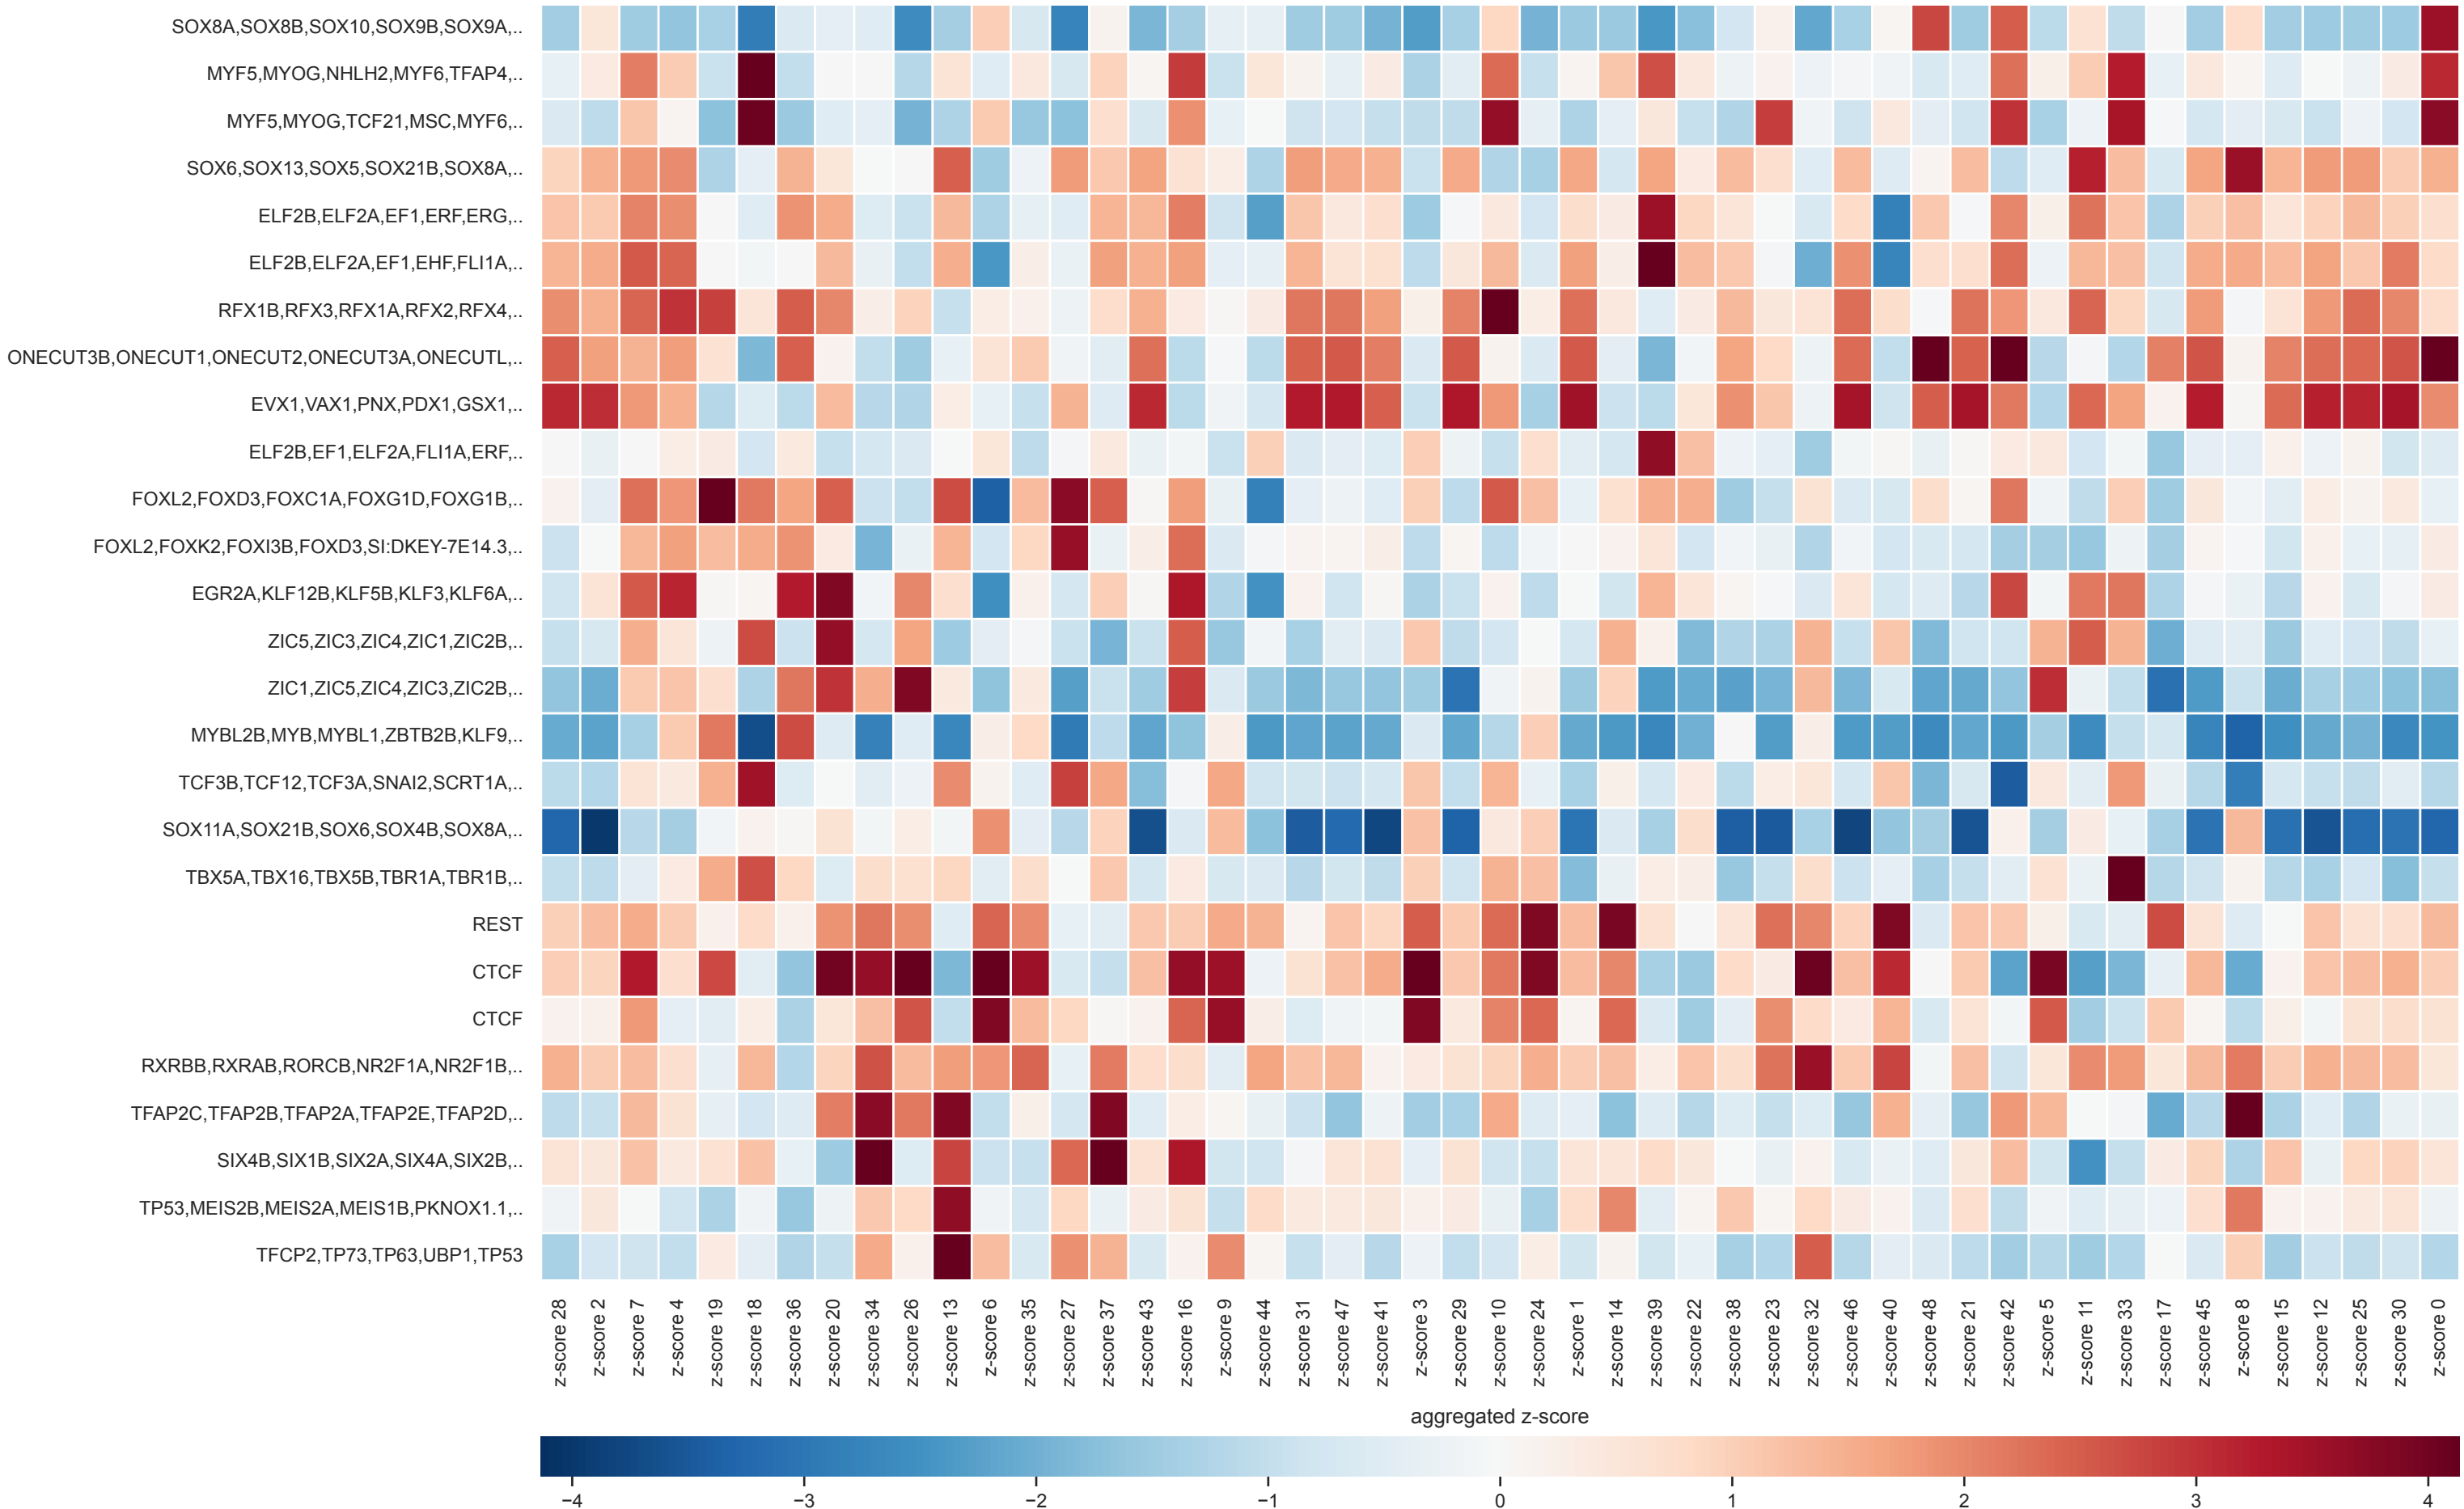 SOX8A,SOX8B,SOX10,SOX9B,SOX9A,..
MYF5,MYOG,NHLH2,MYF6,TFAP4,..
MYF5,MYOG,TCF21,MSC,MYF6,..
SOX6,SOX13,SOX5,SOX21B,SOX8A,..
ELF2B,ELF2A,EF1,ERF,ERG,..
ELF2B,ELF2A,EF1,EHF,FLI1A,..
RFX1B,RFX3,RFX1A,RFX2,RFX4,..
ONECUT3B,ONECUT1,ONECUT2,ONECUT3A,ONECUTL,..
EVX1,VAX1,PNX,PDX1,GSX1,..
ELF2B,EF1,ELF2A,FLI1A,ERF,..
FOXL2,FOXD3,FOXC1A,FOXG1D,FOXG1B,..
FOXL2,FOXK2,FOXI3B,FOXD3,SI:DKEY-7E14.3,..
EGR2A,KLF12B,KLF5B,KLF3,KLF6A,..
ZIC5,ZIC3,ZIC4,ZIC1,ZIC2B,..
ZIC1,ZIC5,ZIC4,ZIC3,ZIC2B,..
MYBL2B,MYB,MYBL1,ZBTB2B,KLF9,..
TCF3B,TCF12,TCF3A,SNAI2,SCRT1A,..
SOX11A,SOX21B,SOX6,SOX4B,SOX8A,..
TBX5A,TBX16,TBX5B,TBR1A,TBR1B,..
REST
CTCF
CTCF
RXRBB,RXRAB,RORCB,NR2F1A,NR2F1B,..
TFAP2C,TFAP2B,TFAP2A,TFAP2E,TFAP2D,..
SIX4B,SIX1B,SIX2A,SIX4A,SIX2B,..
TP53,MEIS2B,MEIS2A,MEIS1B,PKNOX1.1,..
TFCP2,TP73,TP63,UBP1,TP53
z-score 28
z-score 2
z-score 7
z-score 4
z-score 19
z-score 18
z-score 36
z-score 20
z-score 34
z-score 26
z-score 13
z-score 6
z-score 35
z-score 27
z-score 37
z-score 43
z-score 16
z-score 9
z-score 44
z-score 31
z-score 47
z-score 41
z-score 3
z-score 29
z-score 10
z-score 24
z-score 1
z-score 14
z-score 39
z-score 22
z-score 38
z-score 23
z-score 32
z-score 46
z-score 40
z-score 48
z-score 21
z-score 42
z-score 5
z-score 11
z-score 33
z-score 17
z-score 45
z-score 8
z-score 15
z-score 12
z-score 25
z-score 30
z-score 0
aggregated z-score
−4 −3 −2 −1 0 1 2 3 4